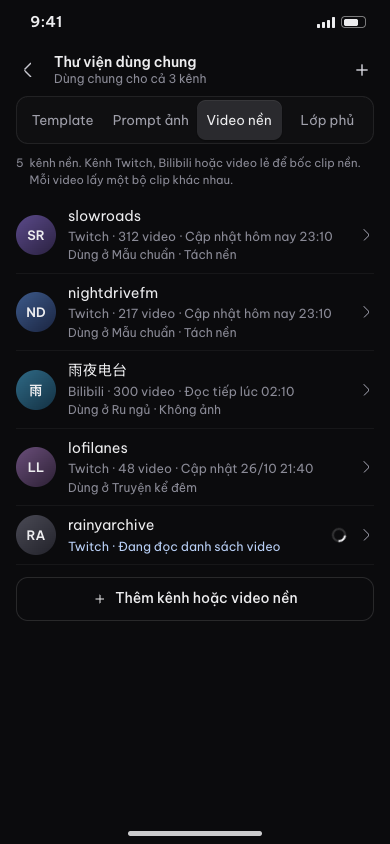 9:41
Thư viện dùng chung
Dùng chung cho cả 3 kênh
Template
Prompt ảnh
Video nền
Lớp phủ
5 kênh nền. Kênh Twitch, Bilibili hoặc video lẻ để bốc clip nền.
Mỗi video lấy một bộ clip khác nhau.
SR
slowroads
Twitch · 312 video · Cập nhật hôm nay 23:10
Dùng ở Mẫu chuẩn · Tách nền
ND
nightdrivefm
Twitch · 217 video · Cập nhật hôm nay 23:10
Dùng ở Mẫu chuẩn · Tách nền
雨
雨夜电台
Bilibili · 300 video · Đọc tiếp lúc 02:10
Dùng ở Ru ngủ · Không ảnh
LL
lofilanes
Twitch · 48 video · Cập nhật 26/10 21:40
Dùng ở Truyện kể đêm
RA
rainyarchive
Twitch · Đang đọc danh sách video
+ Thêm kênh hoặc video nền